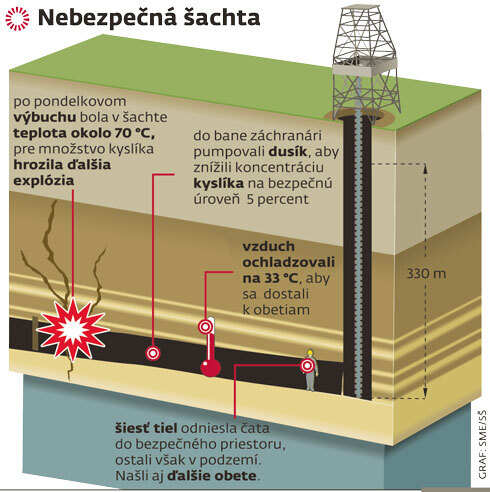 Nebezpečná šachta
po pondelkovom
výbuchu bola v šachte
teplota okolo 70 °C,
pre množstvo kyslíka
hrozila ďalšia
explózia
do bane záchranári
pumpovali dusík, aby
znížili koncentráciu
kyslíka na bezpečnú
úroveň 5 percent
vzduch
ochladzovali
na 33 °C, aby
sa dostali
k obetiam
330 m
šiesť tiel odniesla čata
do bezpečného priestoru,
ostali však v podzemí.
Našli aj ďalšie obete.
GRAF: SME/SŠ